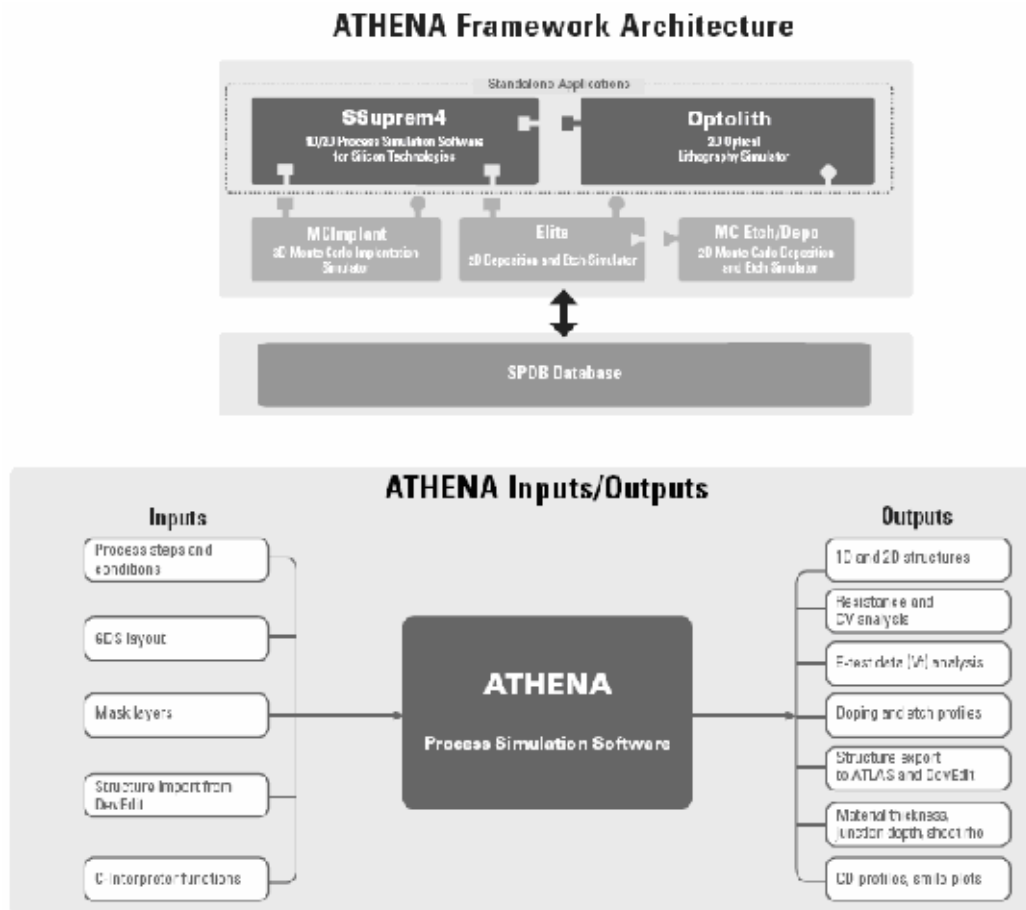 ATHENA Framework Architecture
Standalone Applications
SSuprem4
1D/2D Process Simulation Software
for Silicon Technologies
Optolith
2D Optical
Lithography Simulator
MCImplant
3D Monte Carlo Implantation
Simulator
Elite
2D Deposition and Etch Simulator
MC Etch/Depo
2D Monte Carlo Deposition
and Etch Simulator
SPDB Database
ATHENA Inputs/Outputs
Inputs
Process steps and
conditions
GDS layout
Mask layers
Structure Import from
DevEdit
C-Interpreter functions
ATHENA
Process Simulation Software
Outputs
1D and 2D structures
Resistance and
CV analysis
E-test data (Vt) analysis
Doping and etch profiles
Structure export
to ATLAS and DevEdit
Material thickness,
junction depth, sheet rho
CD profiles, smile plots